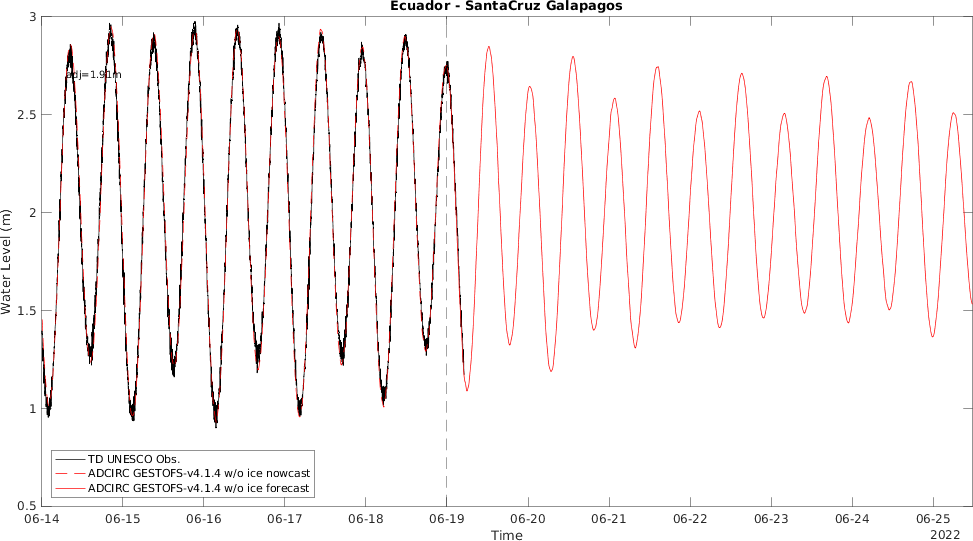 Ecuador - SantaCruz Galapagos
3
adj=1.91m
2.5
2
Water Level (m)
1.5
1
TD UNESCO Obs.
ADCIRC GESTOFS-v4.1.4 w/o ice nowcast
ADCIRC GESTOFS-v4.1.4 w/o ice forecast
0.5
06-14 06-15 06-16 06-17 06-18 06-19 06-20 06-21 06-22 06-23 06-24 06-25
Time
2022